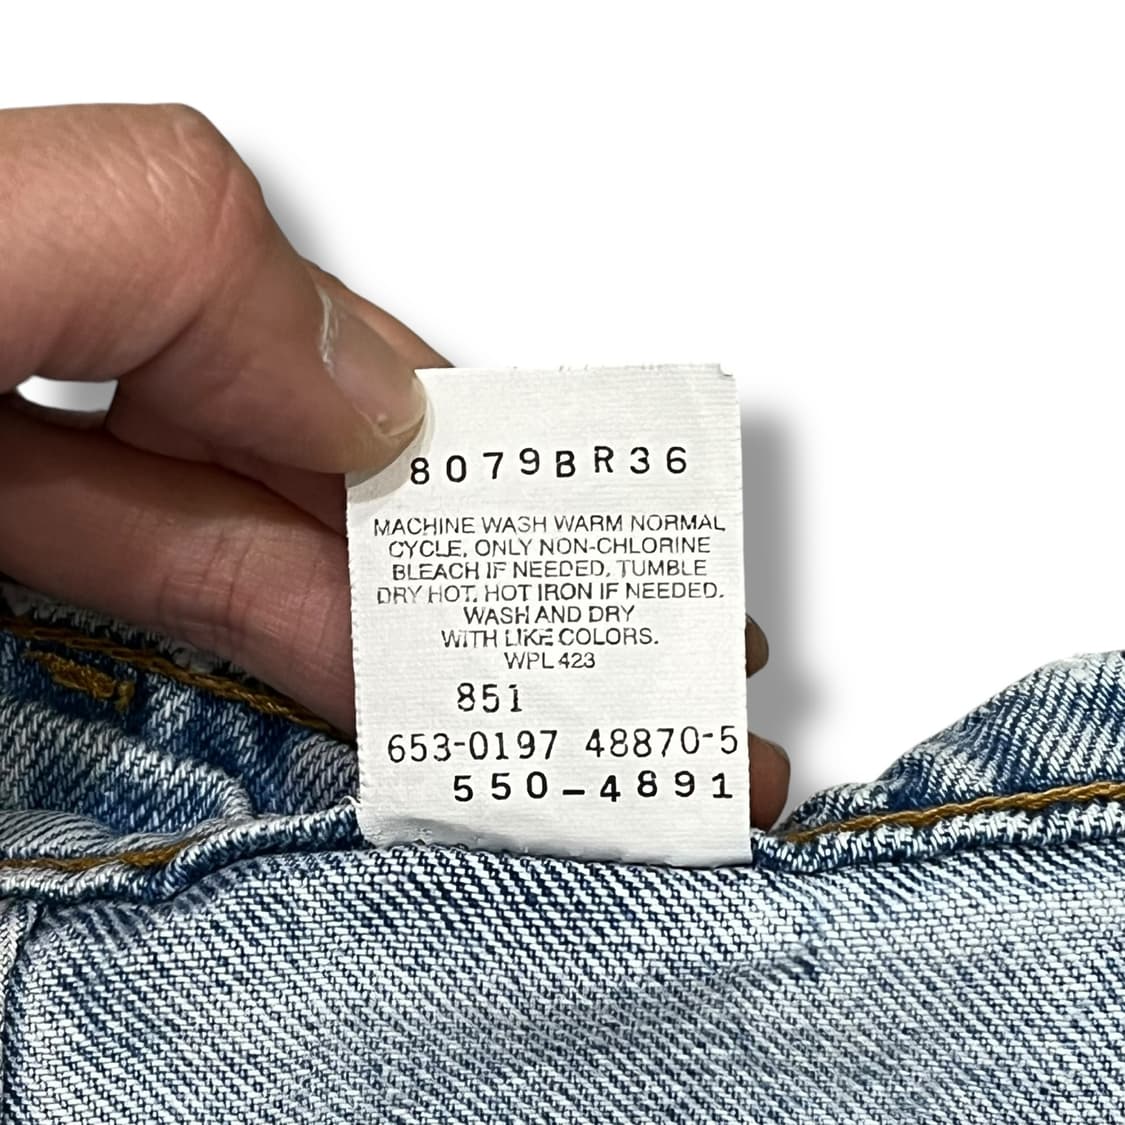 8079BR36
MACHINE WASH WARM NORMAL
CYCLE, ONLY NON-CHLORINE
BLEACH IF NEEDED, TUMBLE
DRY HOT. HOT IRON IF NEEDED.
WASH AND DRY
WITH LIKE COLORS.
WPL 423
851
653-0197 48870-5
550-4891